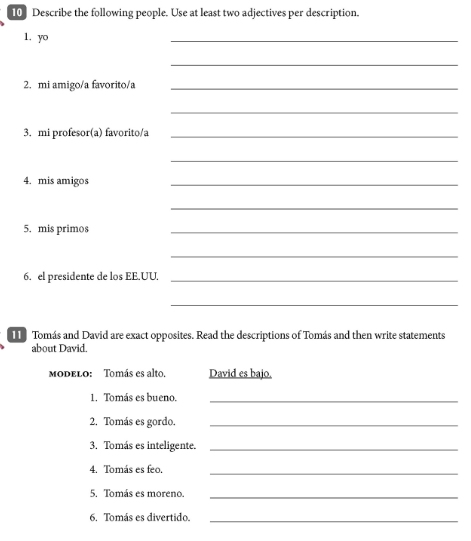 10 Describe the following people. Use at least two adjectives per description.
1. yo
2. mi amigo/a favorito/a
3. mi profesor(a) favorito/a
4. mis amigos
5. mis primos
6. el presidente de los EE.UU.
11 Tomás and David are exact opposites. Read the descriptions of Tomás and then write statements
about David.
MODELO: Tomás es alto. David es bajo.
1. Tomás es bueno.
2. Tomás es gordo.
3. Tomás es inteligente.
4. Tomás es feo.
5. Tomás es moreno.
6. Tomás es divertido.